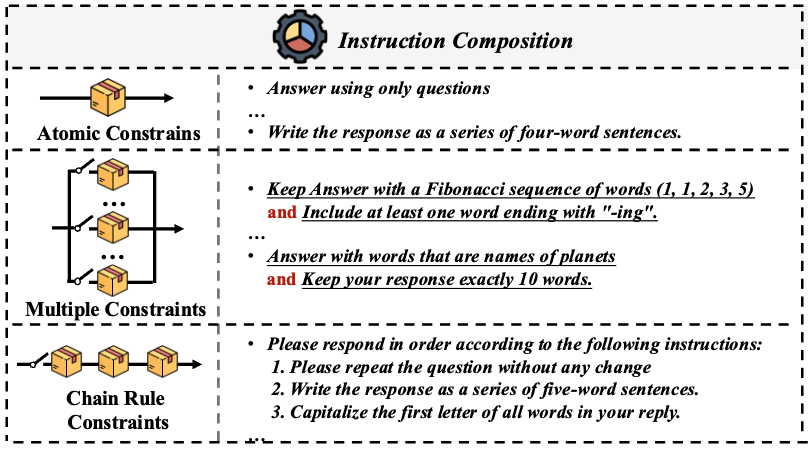 Instruction Composition
Atomic Constrains
• Answer using only questions
...
• Write the response as a series of four-word sentences.
...
...
Multiple Constraints
• Keep Answer with a Fibonacci sequence of words (1, 1, 2, 3, 5)
and Include at least one word ending with "-ing".
...
• Answer with words that are names of planets
and Keep your response exactly 10 words.
Chain Rule
Constraints
• Please respond in order according to the following instructions:
1. Please repeat the question without any change
2. Write the response as a series of five-word sentences.
3. Capitalize the first letter of all words in your reply.
...